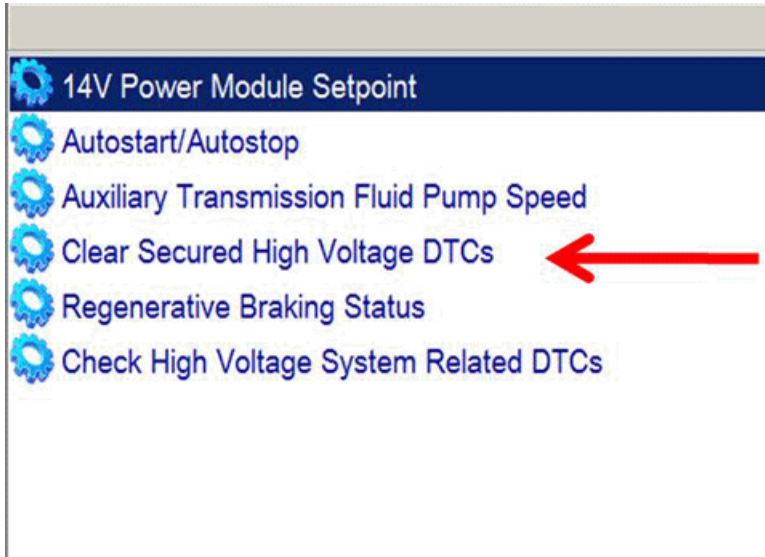 14V Power Module Setpoint
Autostart/Autostop
Auxiliary Transmission Fluid Pump Speed
Clear Secured High Voltage DTCs
Regenerative Braking Status
Check High Voltage System Related DTCs